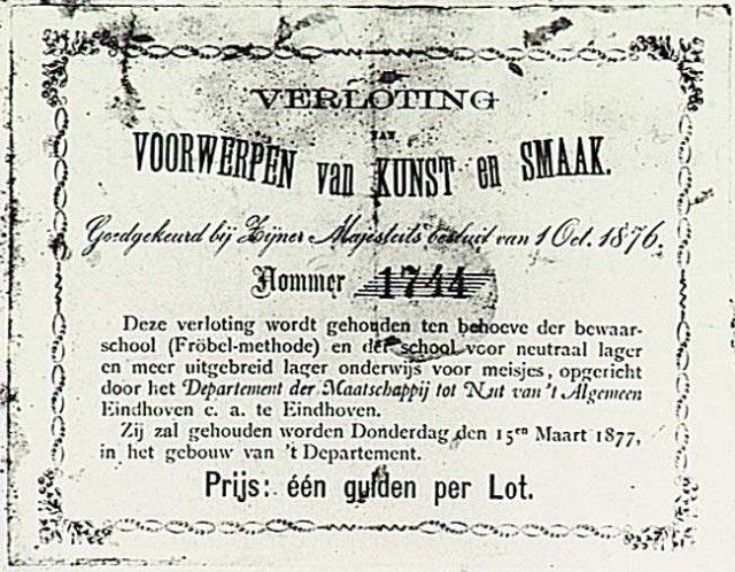 VERLOTING
VAN
VOORWERPEN van KUNST en SMAAK.
Goedgekeurd bij Zijner Majesteits besluit van 1 Oct. 1876.
Nommer 1744
Deze verloting wordt gehouden ten behoeve der bewaar-
school (Fröbel-methode) en der school voor neutraal lager
en meer uitgebreid lager onderwijs voor meisjes, opgericht
door het Departement der Maatschappij tot Nut van 't Algemeen
Eindhoven c. a. te Eindhoven.
Zij zal gehouden worden Donderdag den 15en Maart 1877,
in het gebouw van 't Departement.
Prijs: één gulden per Lot.